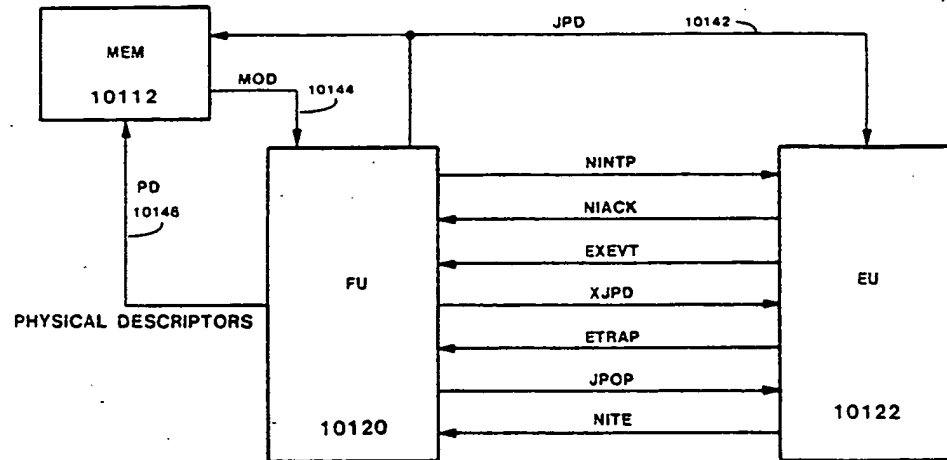 JPD
10142
MEM
10112
MOD
10144
PD
10146
PHYSICAL DESCRIPTORS
NINTP
NIACK
EXEVT
FU
EU
XJPD
ETRAP
JPOP
NITE
10120
10122